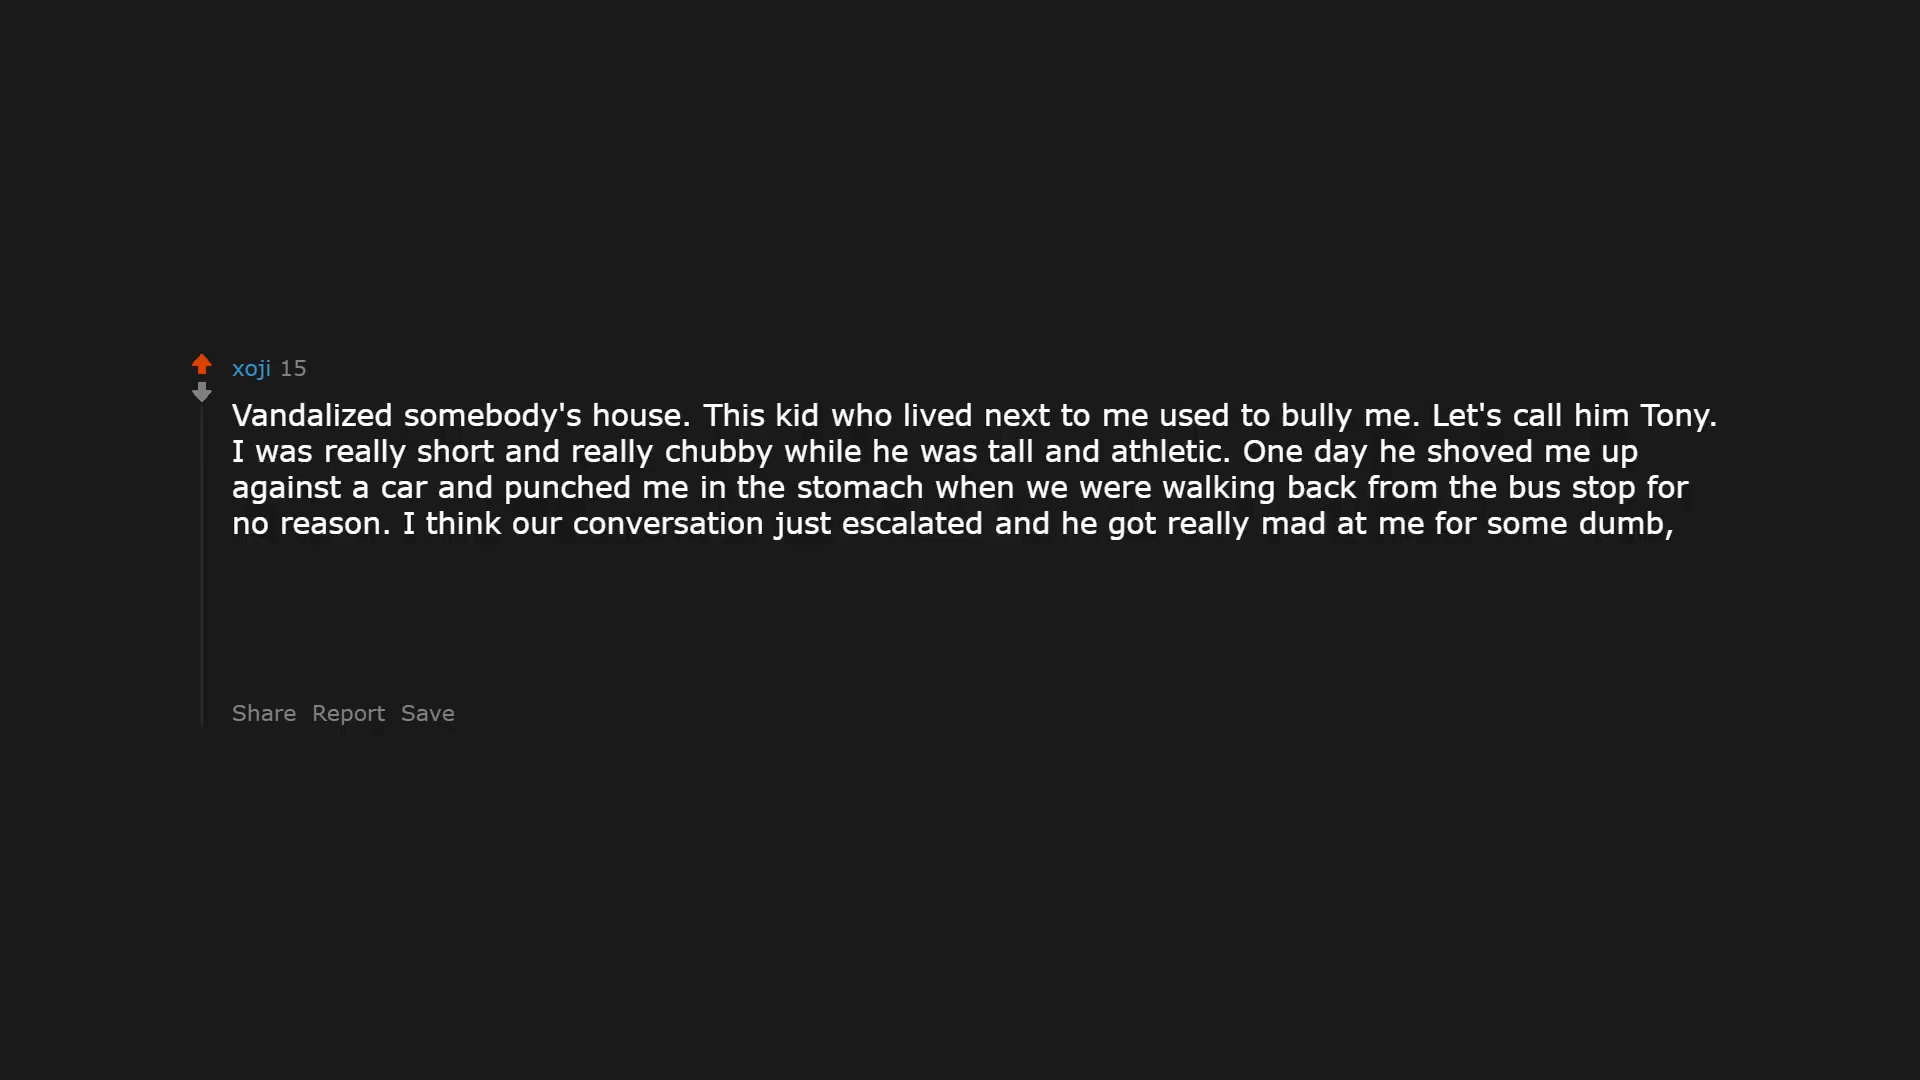 xoji 15
Vandalized somebody's house. This kid who lived next to me used to bully me. Let's call him Tony.
I was really short and really chubby while he was tall and athletic. One day he shoved me up
against a car and punched me in the stomach when we were walking back from the bus stop for
no reason. I think our conversation just escalated and he got really mad at me for some dumb,
Share Report Save